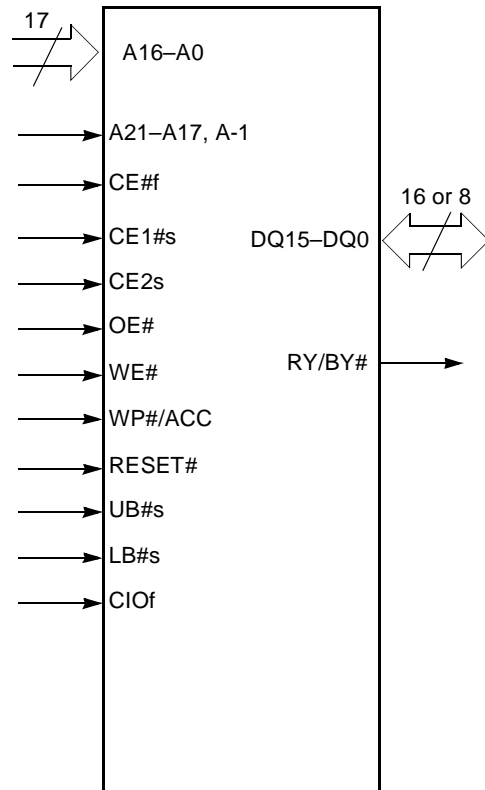 17
A16–A0
A21–A17, A-1
CE#f
16 or 8
CE1#s
DQ15–DQ0
CE2s
OE#
RY/BY#
WE#
WP#/ACC
RESET#
UB#s
LB#s
CIOf